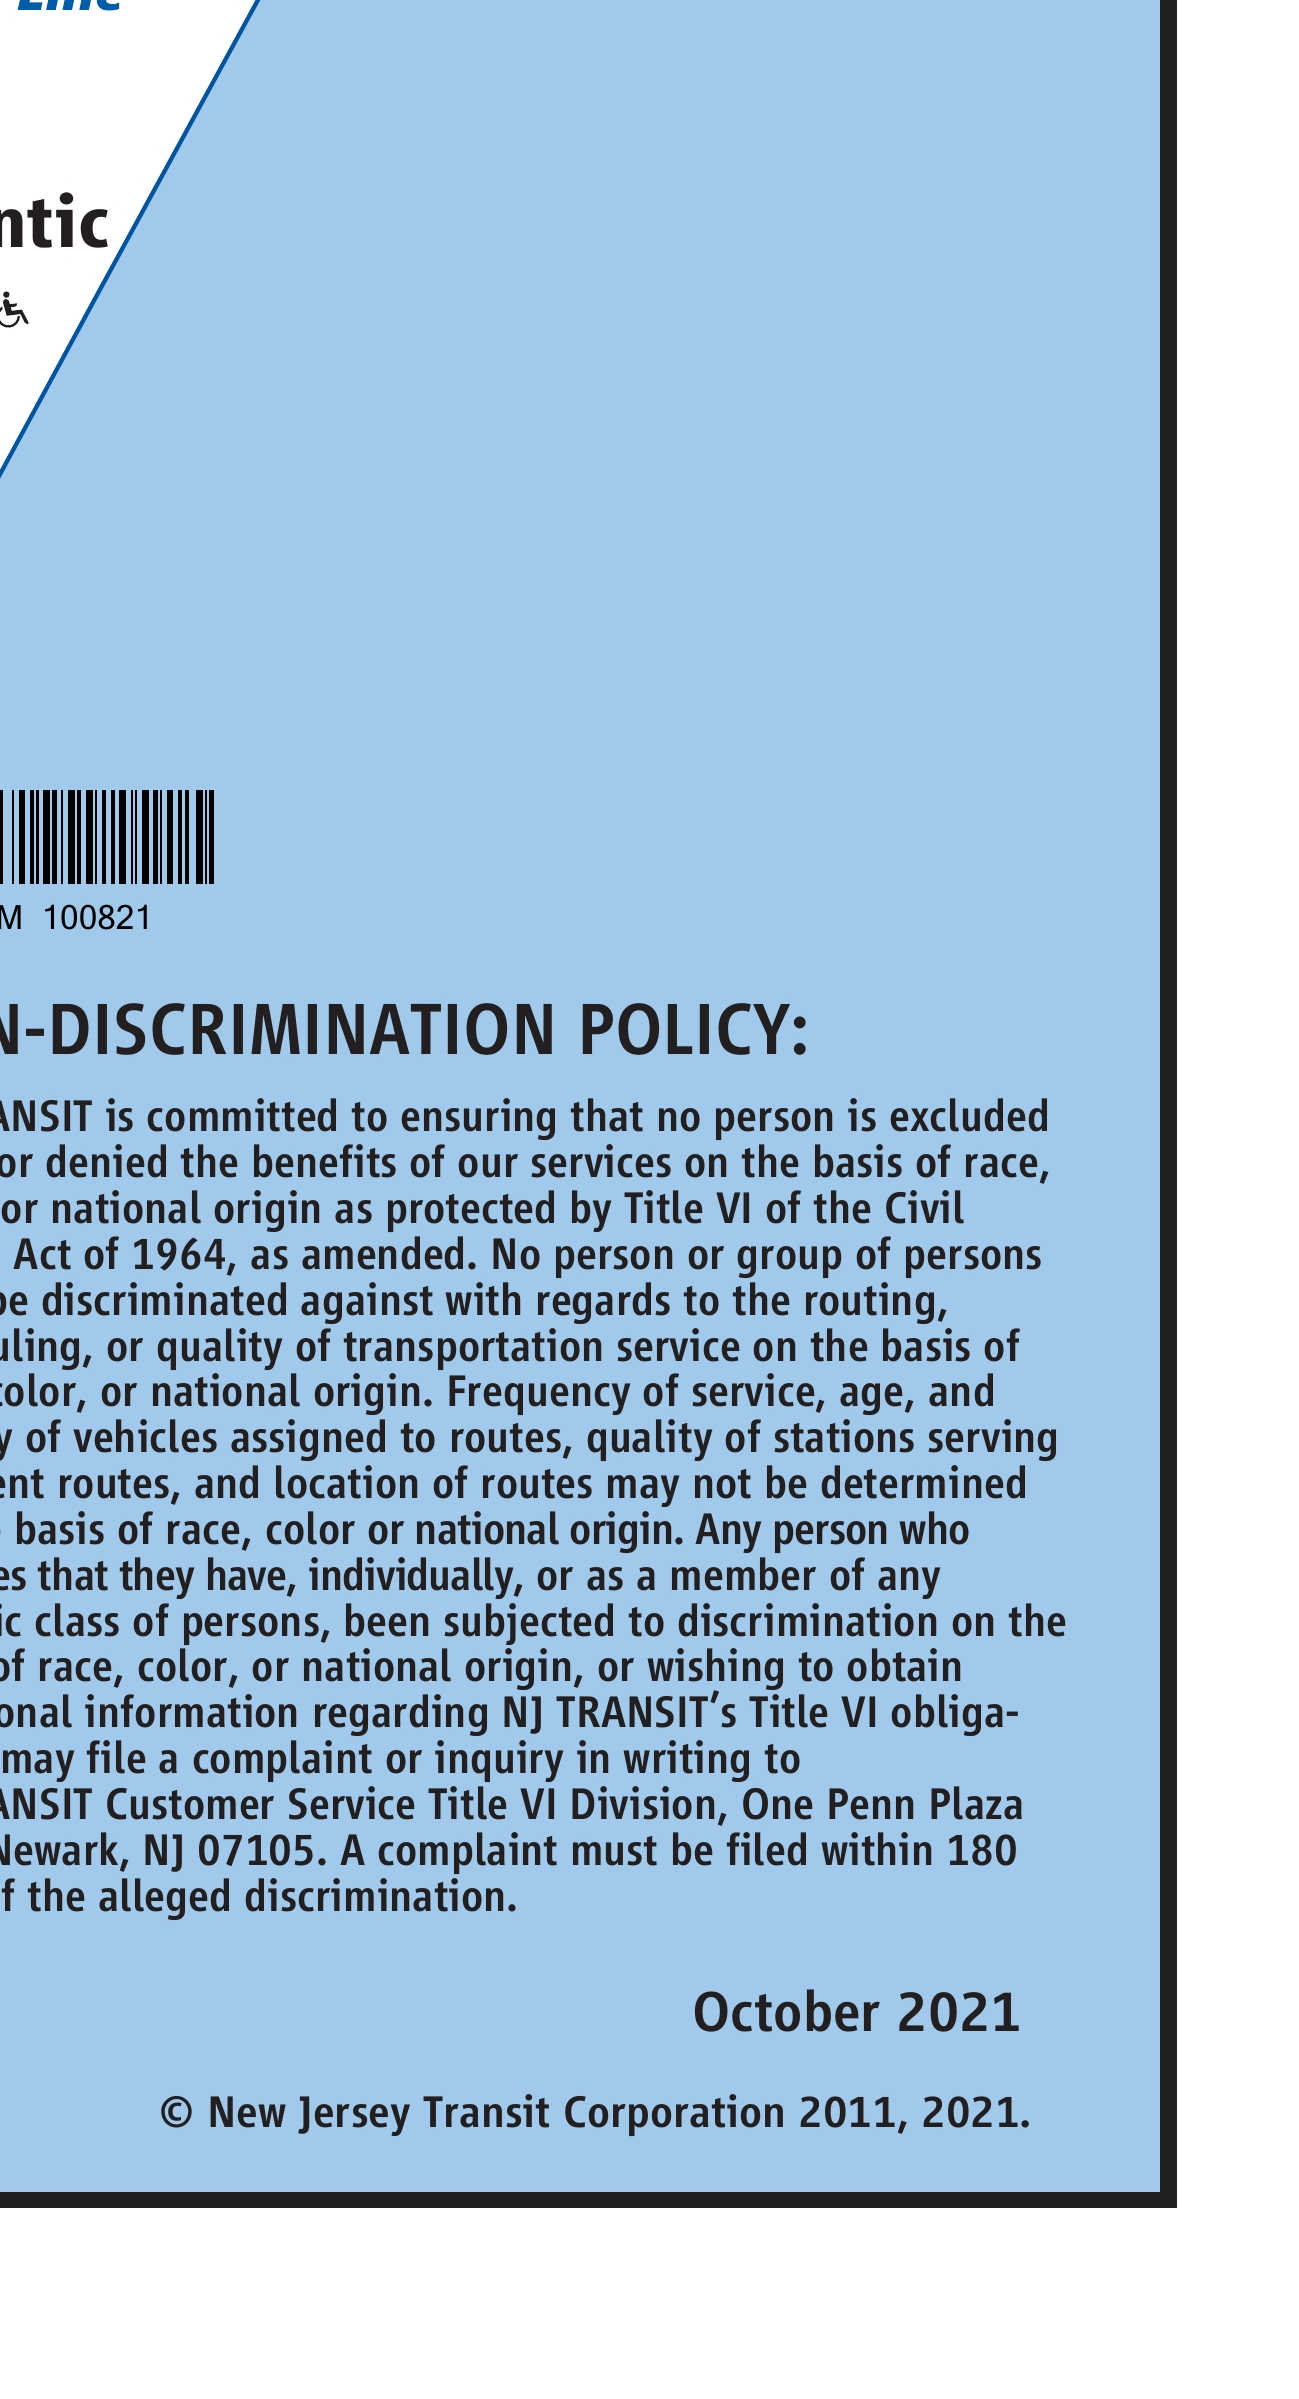 Line
ntic
M 100821
N-DISCRIMINATION POLICY:
ANSIT is committed to ensuring that no person is excluded
or denied the benefits of our services on the basis of race,
or national origin as protected by Title VI of the Civil
Act of 1964, as amended. No person or group of persons
be discriminated against with regards to the routing,
uling, or quality of transportation service on the basis of
color, or national origin. Frequency of service, age, and
y of vehicles assigned to routes, quality of stations serving
ent routes, and location of routes may not be determined
basis of race, color or national origin. Any person who
es that they have, individually, or as a member of any
ic class of persons, been subjected to discrimination on the
of race, color, or national origin, or wishing to obtain
onal information regarding NJ TRANSIT’s Title VI obliga-
may file a complaint or inquiry in writing to
ANSIT Customer Service Title VI Division, One Penn Plaza
Newark, NJ 07105. A complaint must be filed within 180
f the alleged discrimination.
October 2021
© New Jersey Transit Corporation 2011, 2021.